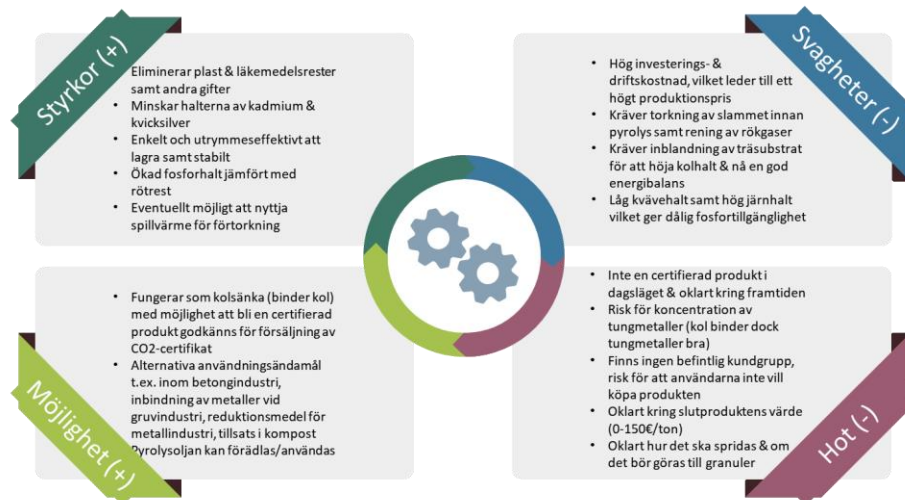 Styrkor (+)
• Eliminerar plast & läkemedelsrester
samt andra gifter
• Minskar halterna av kadmium &
kvicksilver
• Enkelt och utrymmeseffektivt att
lagra samt stabilt
• Ökad fosforhalt jämfört med
rötrest
• Eventuellt möjligt att nyttja
spillvärme för förtorkning
Svagheter (-)
• Hög investerings- &
driftskostnad, vilket leder till ett
högt produktionspris
• Kräver torkning av slammet innan
pyrolys samt rening av rökgaser
• Kräver inblandning av träsubstrat
för att höja kolhalt & nå en god
energibalans
• Låg kvävehalt samt hög järnhalt
vilket ger dålig fosfortillgänglighet
Möjlighet (+)
• Fungerar som kolsänka (binder kol)
med möjlighet att bli en certifierad
produkt godkänns för försäljning av
CO2-certifikat
• Alternativa användningsändamål
t.ex. inom betongindustri,
inbindning av metaller vid
gruvindustri, reduktionsmedel för
metallindustri, tillsats i kompost
Pyrolysoljan kan förädlas/användas
Hot (-)
• Inte en certifierad produkt i
dagsläget & oklart kring framtiden
• Risk för koncentration av
tungmetaller (kol binder dock
tungmetaller bra)
• Finns ingen befintlig kundgrupp,
risk för att användarna inte vill
köpa produkten
• Oklart kring slutproduktens värde
(0-150€/ton)
• Oklart hur det ska spridas & om
det bör göras till granuler